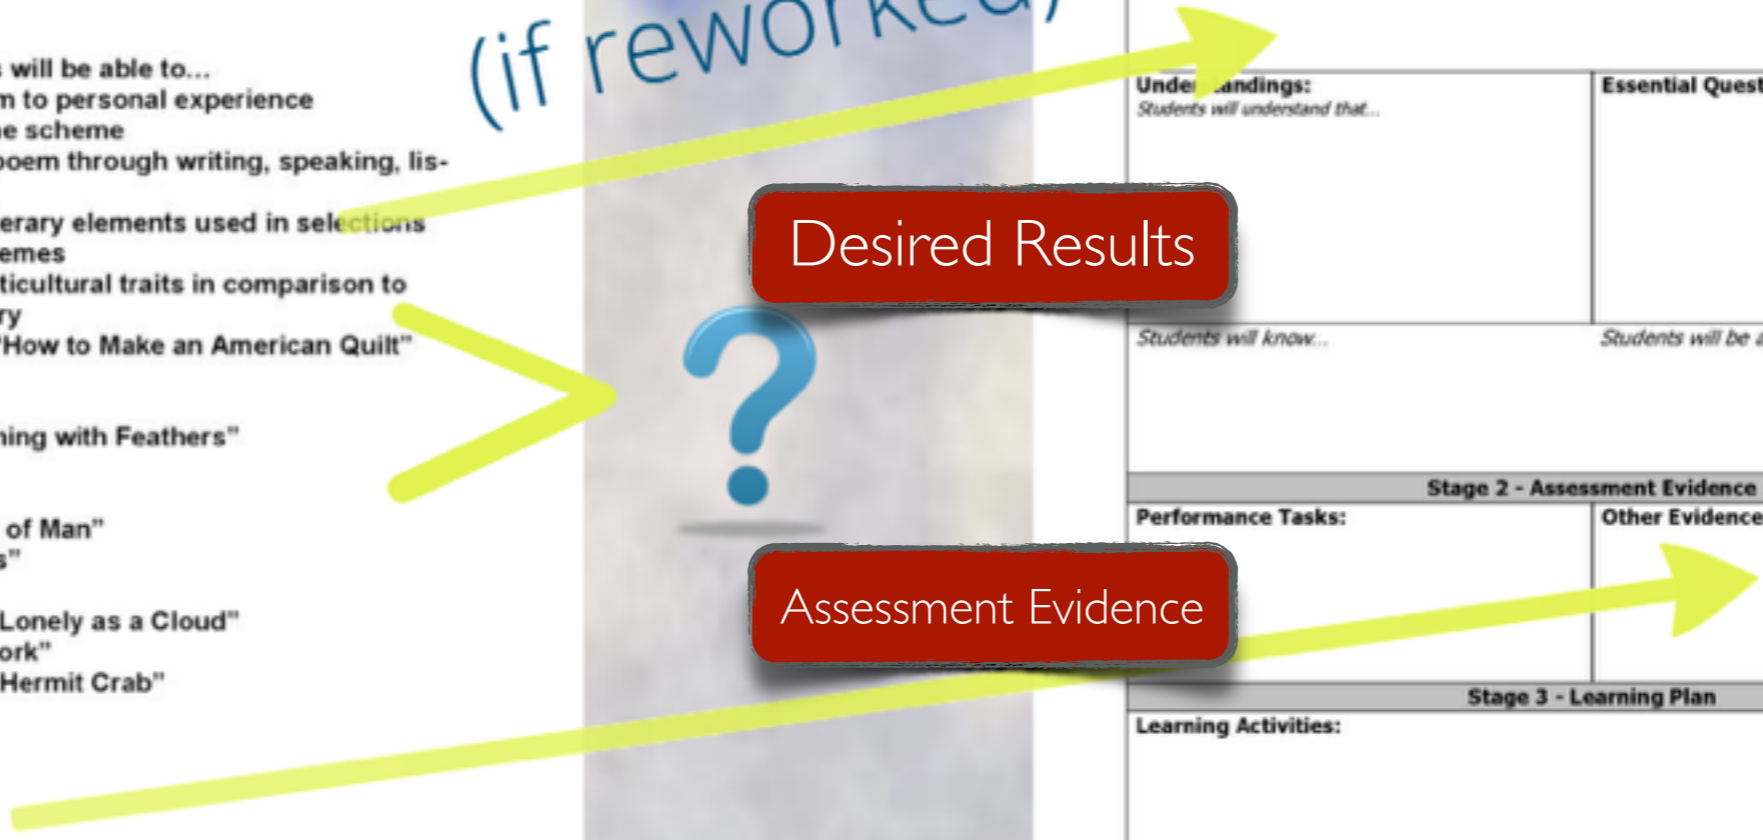 (if reworked)
s will be able to...
m to personal experience
e scheme
poem through writing, speaking, lis-
erary elements used in selections
emes
ticultural traits in comparison to
ry
"How to Make an American Quilt"
ning with Feathers"
of Man"
s"
Lonely as a Cloud"
ork"
Hermit Crab"
?
Desired Results
Assessment Evidence
Understandings:
Students will understand that...
Essential Quest
Students will know...
Students will be a
Stage 2 - Assessment Evidence
Performance Tasks:
Other Evidence
Stage 3 - Learning Plan
Learning Activities: